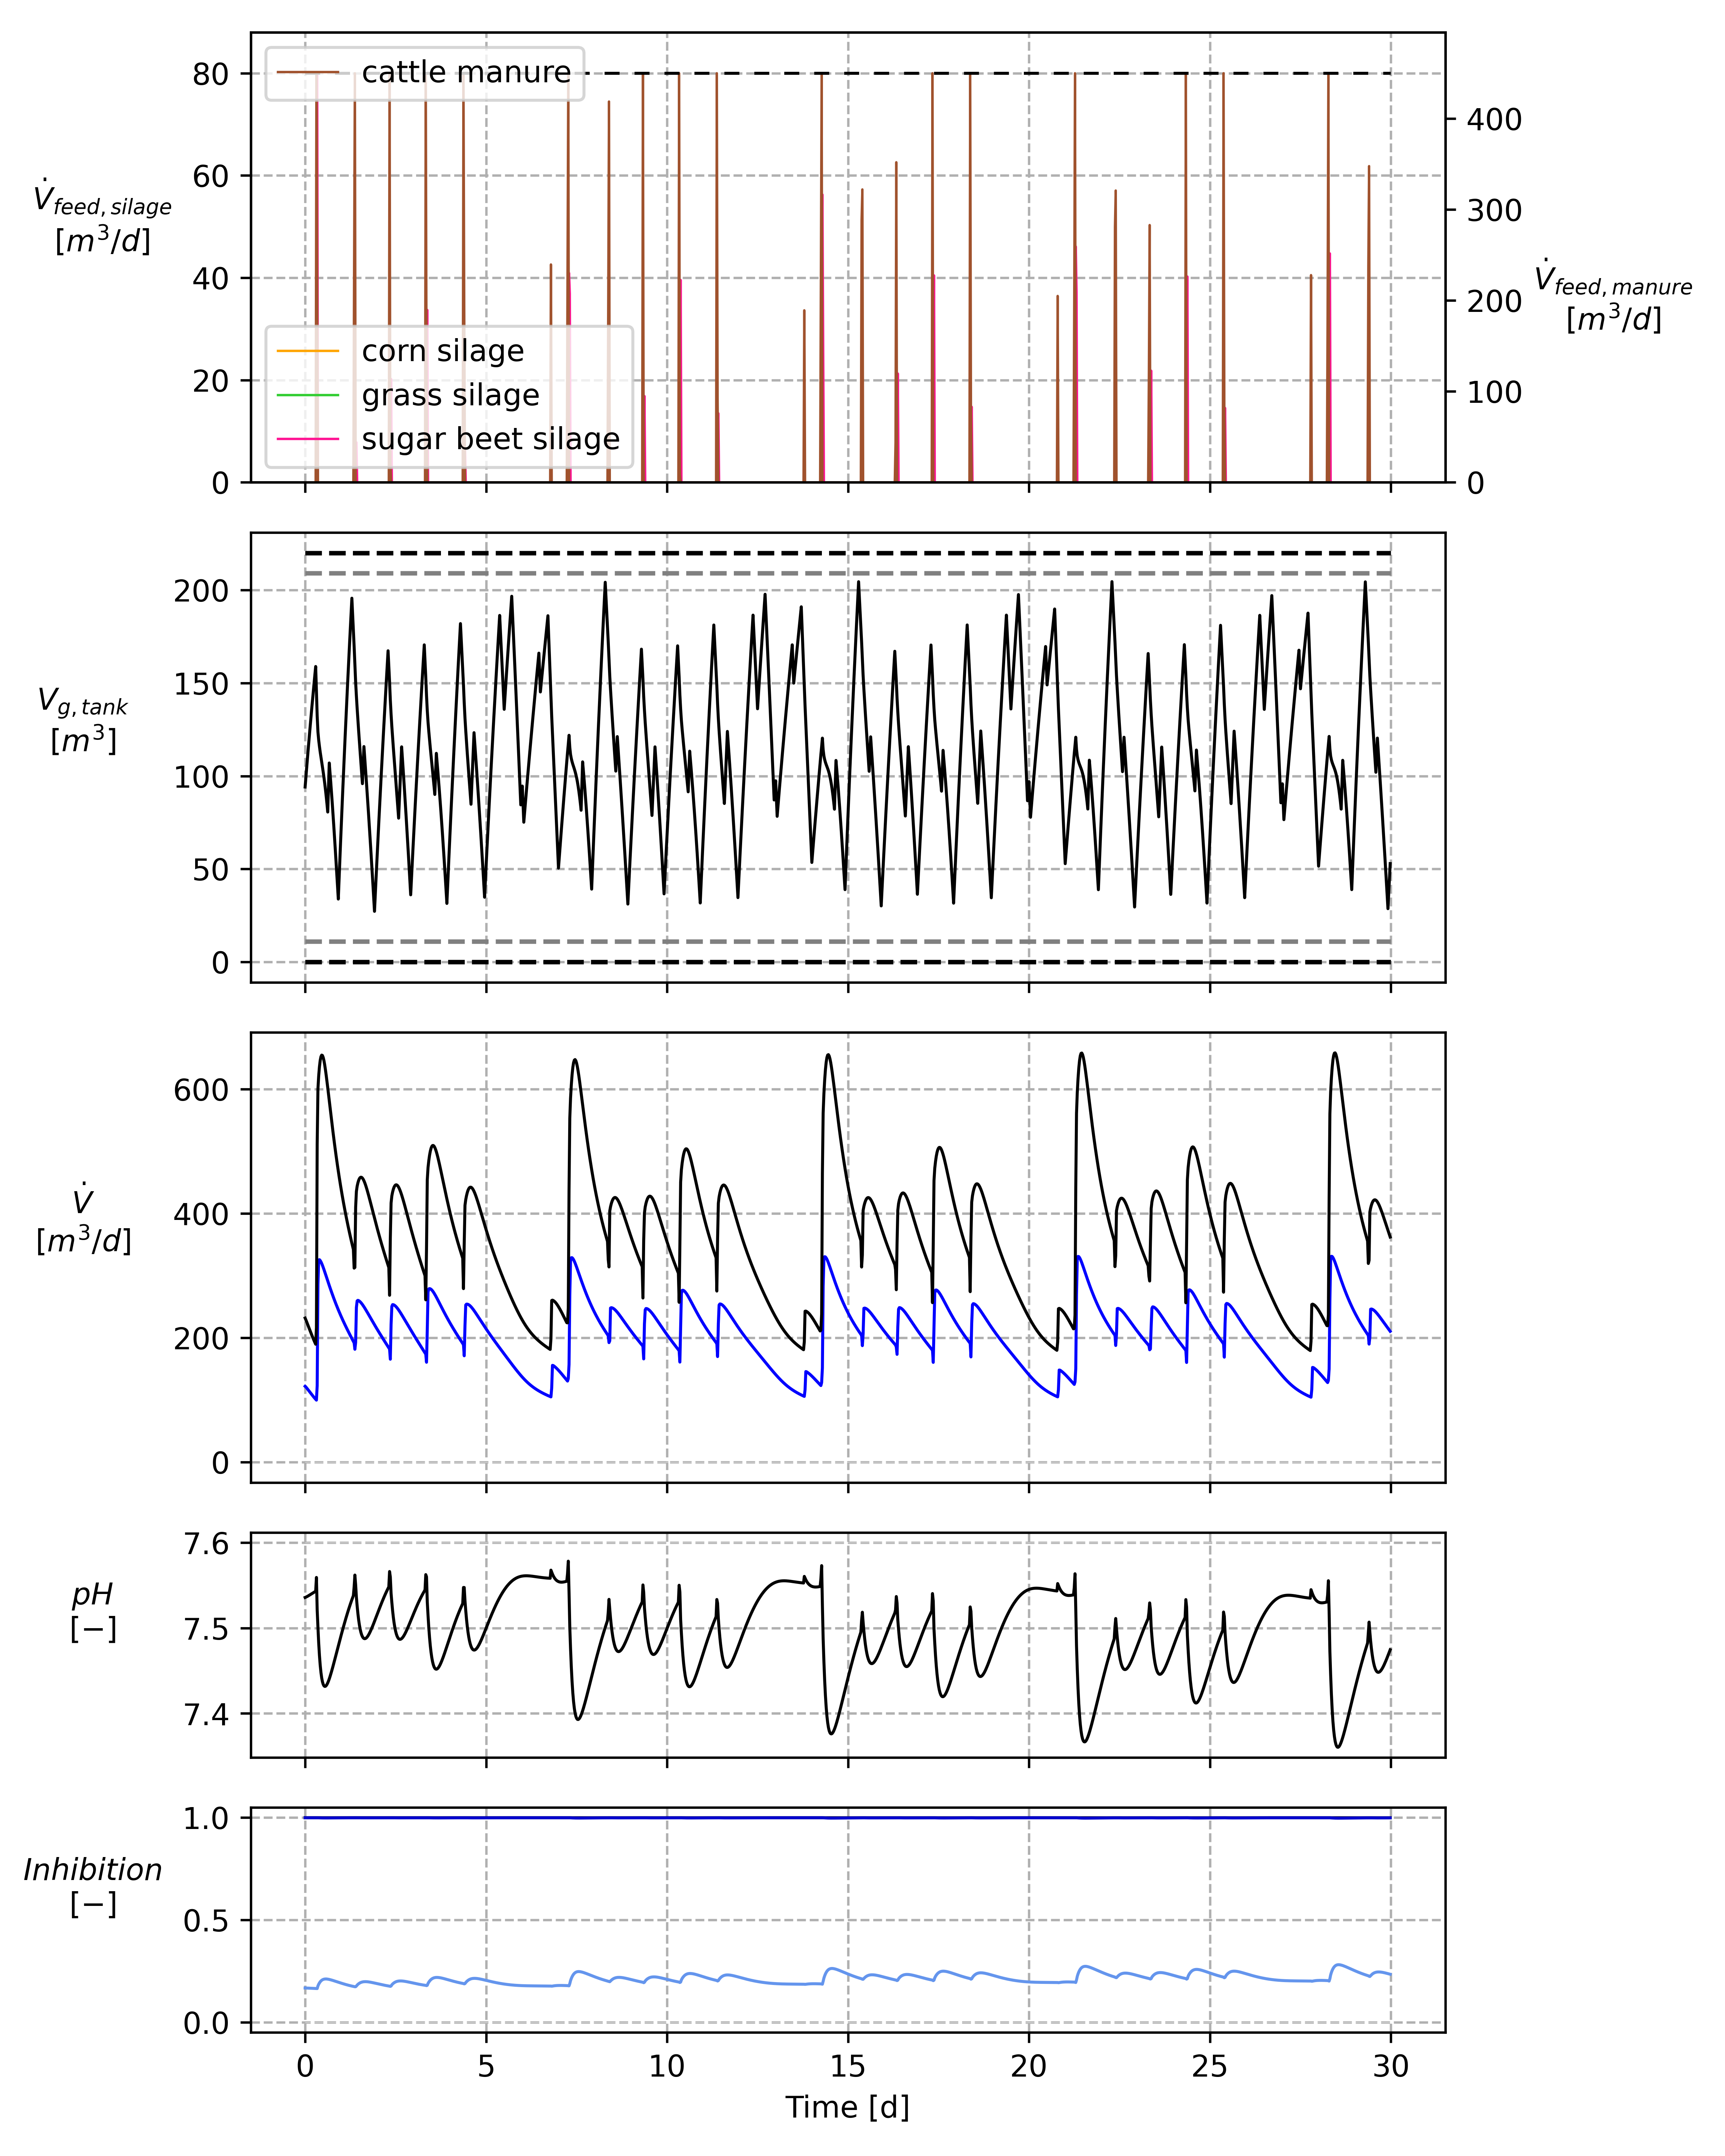 cattle manure
corn silage
grass silage
sugar beet silage
80
60
40
20
0
V̇feed, silage
[m³/d]
400
300
200
100
0
V̇feed, manure
[m³/d]
200
150
100
50
0
Vg, tank
[m³]
600
400
200
0
V̇
[m³/d]
7.6
7.5
7.4
pH
[−]
1.0
0.5
0.0
Inhibition
[−]
0 5 10 15 20 25 30
Time [d]